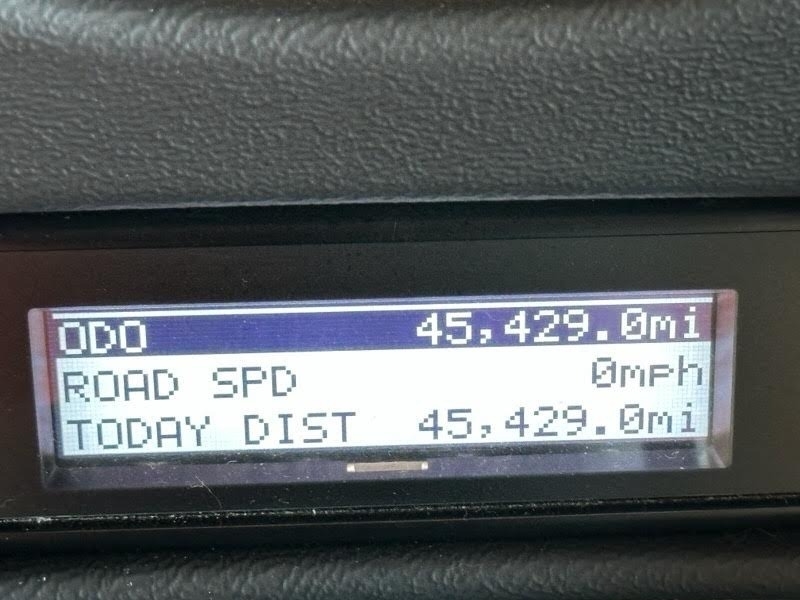 ODO 45,429.0mi
ROAD SPD 0mph
TODAY DIST 45,429.0mi